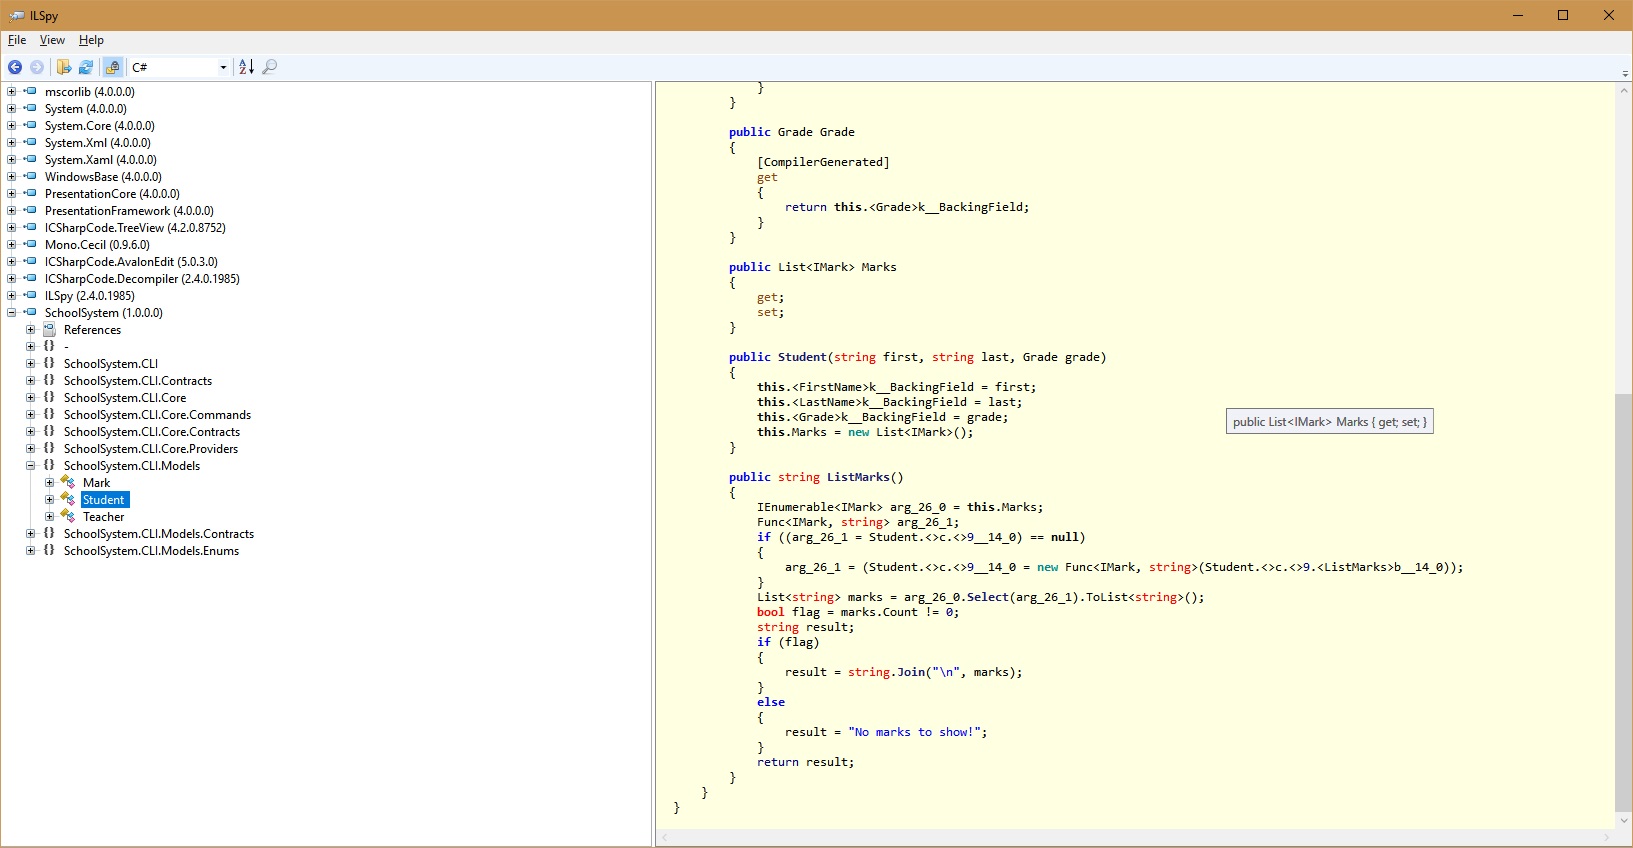 ILSpy
File View Help
C#
mscorlib (4.0.0.0)
System (4.0.0.0)
System.Core (4.0.0.0)
System.Xml (4.0.0.0)
System.Xaml (4.0.0.0)
WindowsBase (4.0.0.0)
PresentationCore (4.0.0.0)
PresentationFramework (4.0.0.0)
ICSharpCode.TreeView (4.2.0.8752)
Mono.Cecil (0.9.6.0)
ICSharpCode.AvalonEdit (5.0.3.0)
ICSharpCode.Decompiler (2.4.0.1985)
ILSpy (2.4.0.1985)
SchoolSystem (1.0.0.0)
References
{} -
{} SchoolSystem.CLI
{} SchoolSystem.CLI.Contracts
{} SchoolSystem.CLI.Core
{} SchoolSystem.CLI.Core.Commands
{} SchoolSystem.CLI.Core.Contracts
{} SchoolSystem.CLI.Core.Providers
{} SchoolSystem.CLI.Models
Mark
Student
Teacher
{} SchoolSystem.CLI.Models.Contracts
{} SchoolSystem.CLI.Models.Enums
}
}
public Grade Grade
{
[CompilerGenerated]
get
{
return this.<Grade>k__BackingField;
}
}
public List<IMark> Marks
{
get;
set;
}
public Student(string first, string last, Grade grade)
{
this.<FirstName>k__BackingField = first;
this.<LastName>k__BackingField = last;
this.<Grade>k__BackingField = grade;
this.Marks = new List<IMark>();
}
public List<IMark> Marks { get; set; }
public string ListMarks()
{
IEnumerable<IMark> arg_26_0 = this.Marks;
Func<IMark, string> arg_26_1;
if ((arg_26_1 = Student.<>c.<>9__14_0) == null)
{
arg_26_1 = (Student.<>c.<>9__14_0 = new Func<IMark, string>(Student.<>c.<>9.<ListMarks>b__14_0));
}
List<string> marks = arg_26_0.Select(arg_26_1).ToList<string>();
bool flag = marks.Count != 0;
string result;
if (flag)
{
result = string.Join("\n", marks);
}
else
{
result = "No marks to show!";
}
return result;
}
}
}